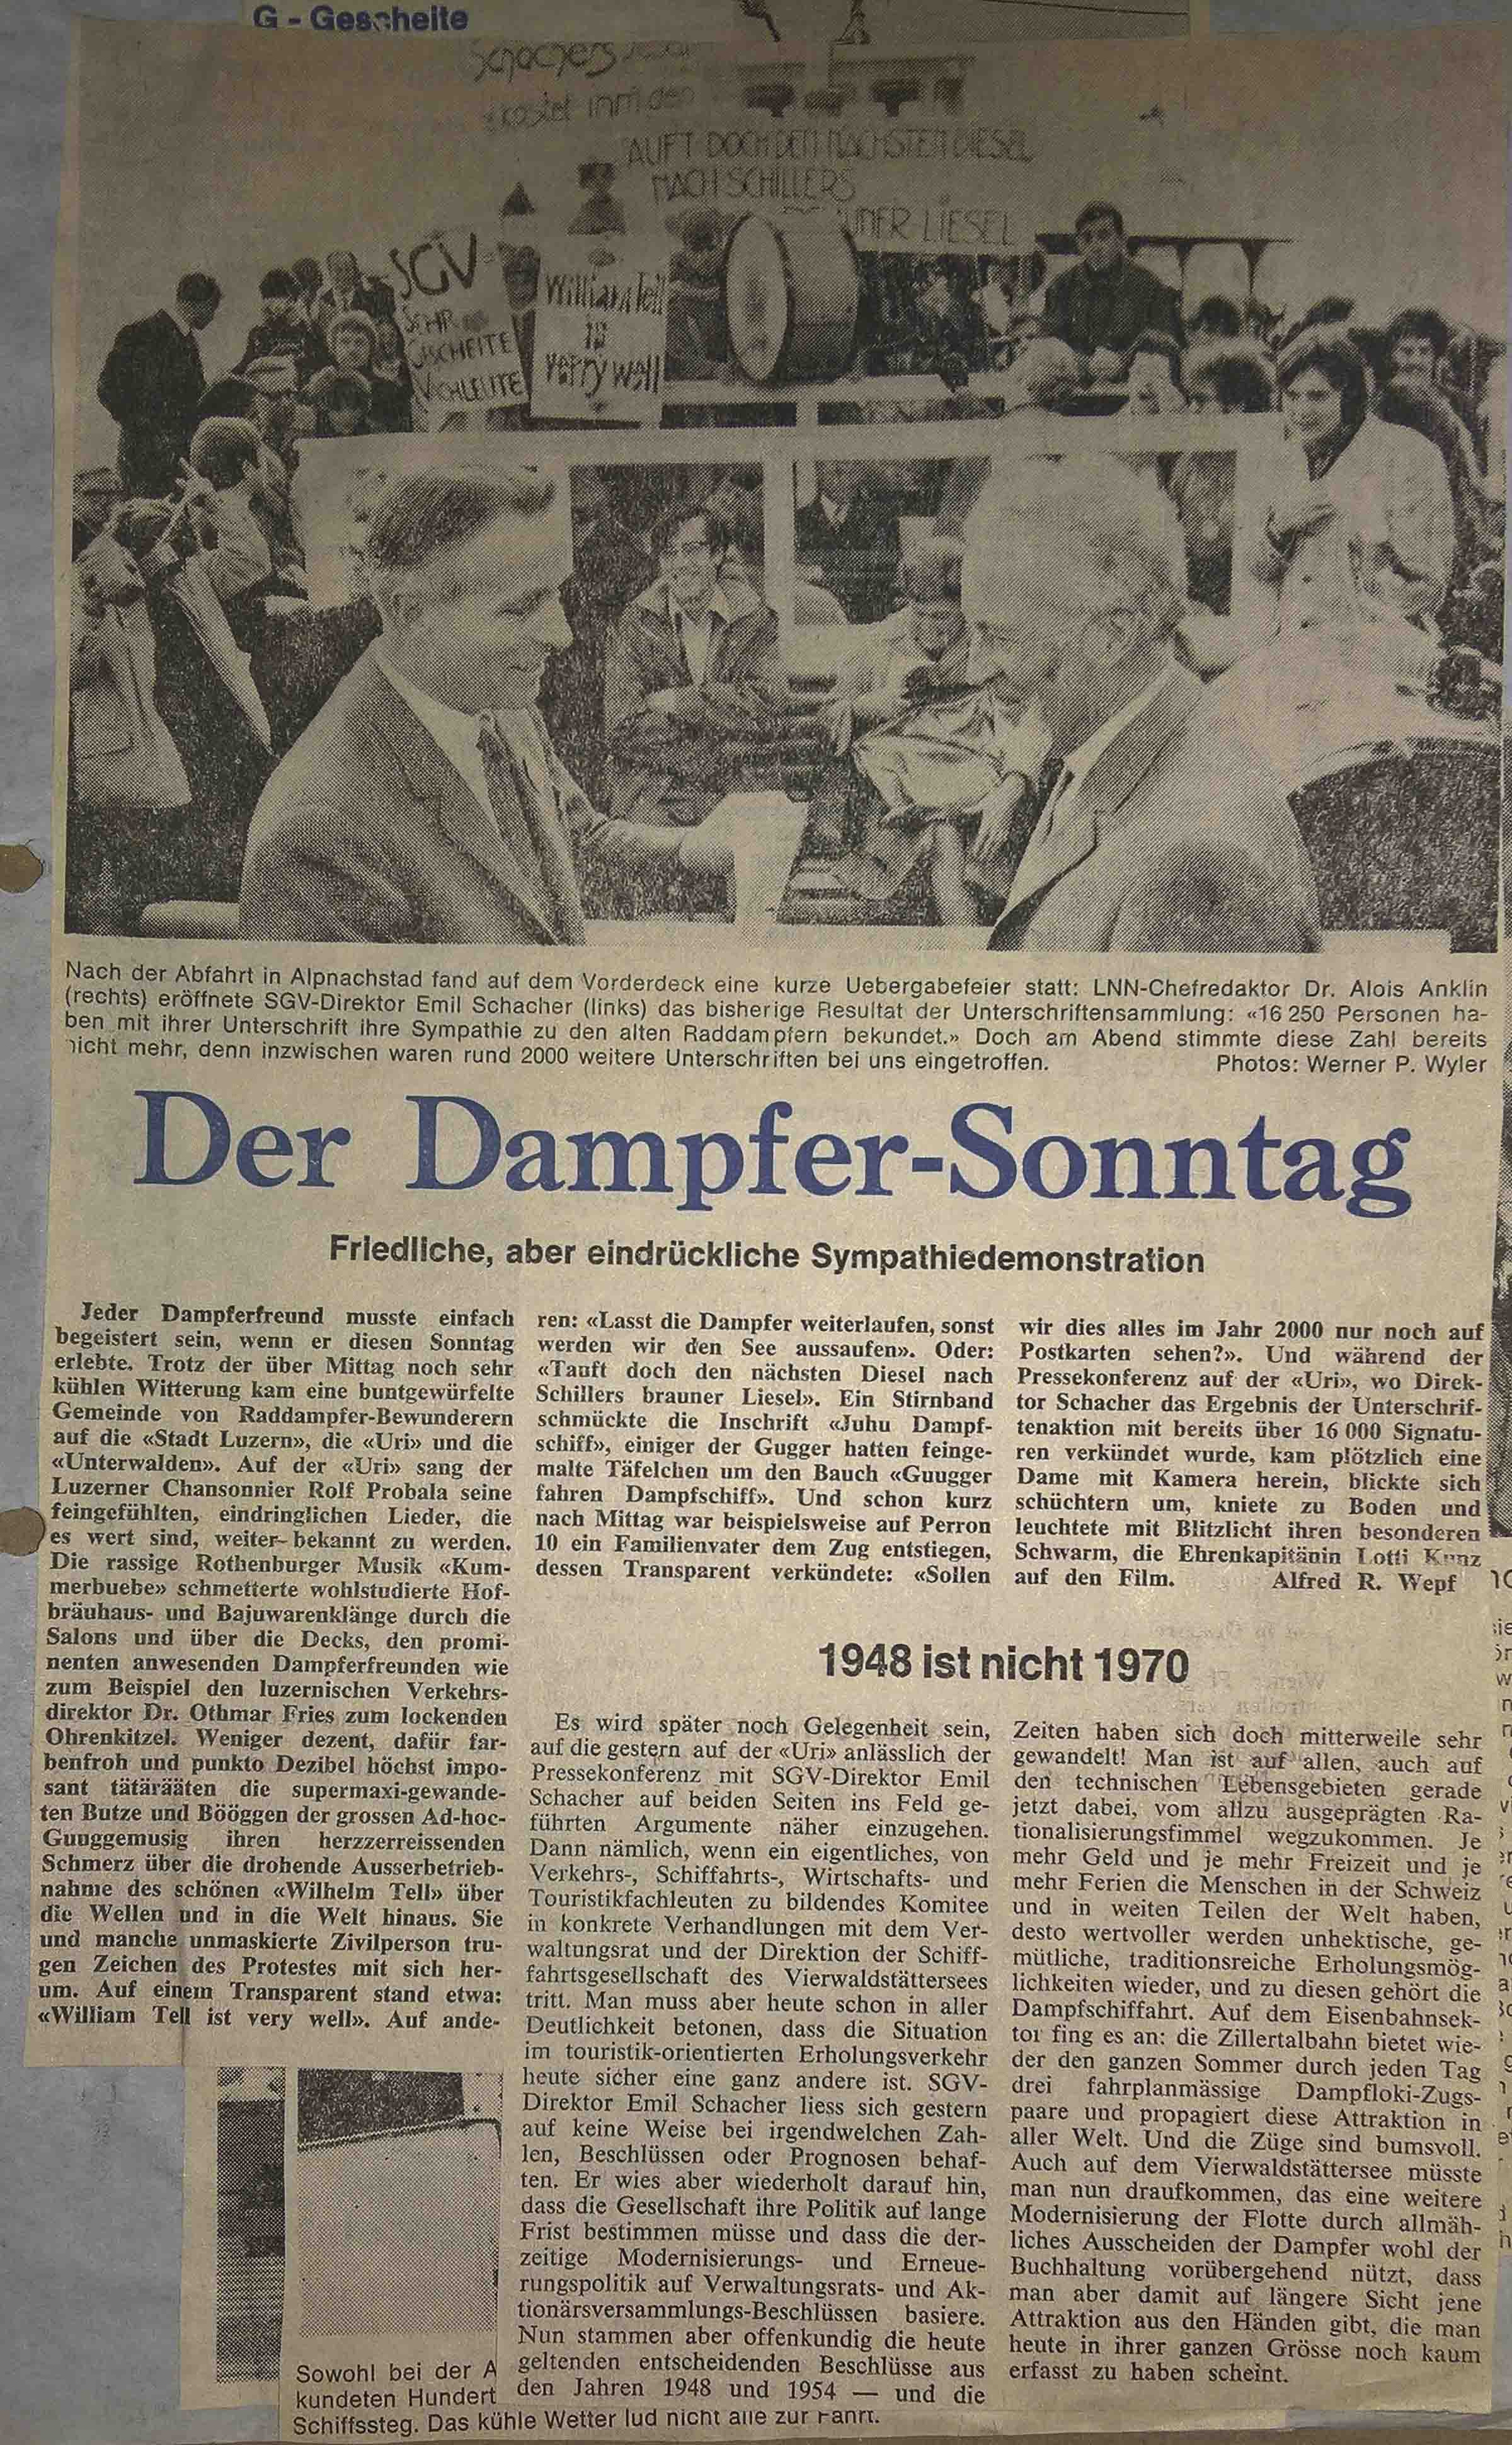 G - Gescheite
Schachers
kostet ihm den
AUFT DOCH DEN NÄCHSTEN DIESEL
NACH SCHILLERS
UNER LIESEL
SGV
SEHR
GESCHEITE
William Tell
is
verry well
Nach der Abfahrt in Alpnachstad fand auf dem Vorderdeck eine kurze Uebergabefeier statt: LNN-Chefredaktor Dr. Alois Anklin
(rechts) eröffnete SGV-Direktor Emil Schacher (links) das bisherige Resultat der Unterschriftensammlung: «16 250 Personen ha-
ben mit ihrer Unterschrift ihre Sympathie zu den alten Raddampfern bekundet.» Doch am Abend stimmte diese Zahl bereits
nicht mehr, denn inzwischen waren rund 2000 weitere Unterschriften bei uns eingetroffen. Photos: Werner P. Wyler
Der Dampfer-Sonntag
Friedliche, aber eindrückliche Sympathiedemonstration
Jeder Dampferfreund musste einfach
begeistert sein, wenn er diesen Sonntag
erlebte. Trotz der über Mittag noch sehr
kühlen Witterung kam eine buntgewürfelte
Gemeinde von Raddampfer-Bewunderern
auf die «Stadt Luzern», die «Uri» und die
«Unterwalden». Auf der «Uri» sang der
Luzerner Chansonnier Rolf Probala seine
feingefühlten, eindringlichen Lieder, die
es wert sind, weiter bekannt zu werden.
Die rassige Rothenburger Musik «Kum-
merbuebe» schmetterte wohlstudierte Hof-
bräuhaus- und Bajuwarenklänge durch die
Salons und über die Decks, den promi-
nenten anwesenden Dampferfreunden wie
zum Beispiel den luzernischen Verkehrs-
direktor Dr. Othmar Fries zum lockenden
Ohrenkitzel. Weniger dezent, dafür far-
benfroh und punkto Dezibel höchst impo-
sant tätärääten die supermaxi-gewande-
ten Butze und Bööggen der grossen Ad-hoc-
Guuggemusig ihren herzzerreissenden
Schmerz über die drohende Ausserbetrieb-
nahme des schönen «Wilhelm Tell» über
die Wellen und in die Welt hinaus. Sie
und manche unmaskierte Zivilperson tru-
gen Zeichen des Protestes mit sich her-
um. Auf einem Transparent stand etwa:
«William Tell ist very well». Auf ande-
ren: «Lasst die Dampfer weiterlaufen, sonst
werden wir den See aussaufen». Oder:
«Tauft doch den nächsten Diesel nach
Schillers brauner Liesel». Ein Stirnband
schmückte die Inschrift «Juhu Dampf-
schiff», einiger der Gugger hatten feinge-
malte Täfelchen um den Bauch «Guugger
fahren Dampfschiff». Und schon kurz
nach Mittag war beispielsweise auf Perron
10 ein Familienvater dem Zug entstiegen,
dessen Transparent verkündete: «Sollen
wir dies alles im Jahr 2000 nur noch auf
Postkarten sehen?». Und während der
Pressekonferenz auf der «Uri», wo Direk-
tor Schacher das Ergebnis der Unterschrif-
tenaktion mit bereits über 16 000 Signatu-
ren verkündet wurde, kam plötzlich eine
Dame mit Kamera herein, blickte sich
schüchtern um, kniete zu Boden und
leuchtete mit Blitzlicht ihren besonderen
Schwarm, die Ehrenkapitänin Lotti Kunz
auf den Film. Alfred R. Wepf
1948 ist nicht 1970
Es wird später noch Gelegenheit sein,
auf die gestern auf der «Uri» anlässlich der
Pressekonferenz mit SGV-Direktor Emil
Schacher auf beiden Seiten ins Feld ge-
führten Argumente näher einzugehen.
Dann nämlich, wenn ein eigentliches, von
Verkehrs-, Schiffahrts-, Wirtschafts- und
Touristikfachleuten zu bildendes Komitee
in konkrete Verhandlungen mit dem Ver-
waltungsrat und der Direktion der Schiff-
fahrtsgesellschaft des Vierwaldstättersees
tritt. Man muss aber heute schon in aller
Deutlichkeit betonen, dass die Situation
im touristik-orientierten Erholungsverkehr
heute sicher eine ganz andere ist. SGV-
Direktor Emil Schacher liess sich gestern
auf keine Weise bei irgendwelchen Zah-
len, Beschlüssen oder Prognosen behaf-
ten. Er wies aber wiederholt darauf hin,
dass die Gesellschaft ihre Politik auf lange
Frist bestimmen müsse und dass die der-
zeitige Modernisierungs- und Erneue-
rungspolitik auf Verwaltungsrats- und Ak-
tionärsversammlungs-Beschlüssen basiere.
Nun stammen aber offenkundig die heute
geltenden entscheidenden Beschlüsse aus
den Jahren 1948 und 1954 — und die
Zeiten haben sich doch mitterweile sehr
gewandelt! Man ist auf allen, auch auf
den technischen Lebensgebieten gerade
jetzt dabei, vom allzu ausgeprägten Ra-
tionalisierungsfimmel wegzukommen. Je
mehr Geld und je mehr Freizeit und je
mehr Ferien die Menschen in der Schweiz
und in weiten Teilen der Welt haben,
desto wertvoller werden unhektische, ge-
mütliche, traditionsreiche Erholungsmög-
lichkeiten wieder, und zu diesen gehört die
Dampfschiffahrt. Auf dem Eisenbahnsek-
tor fing es an: die Zillertalbahn bietet wie-
der den ganzen Sommer durch jeden Tag
drei fahrplanmässige Dampfloki-Zugs-
paare und propagiert diese Attraktion in
aller Welt. Und die Züge sind bumsvoll.
Auch auf dem Vierwaldstättersee müsste
man nun draufkommen, das eine weitere
Modernisierung der Flotte durch allmäh-
liches Ausscheiden der Dampfer wohl der
Buchhaltung vorübergehend nützt, dass
man aber damit auf längere Sicht jene
Attraktion aus den Händen gibt, die man
heute in ihrer ganzen Grösse noch kaum
erfasst zu haben scheint.
Sowohl bei der A
kundeten Hundert
Schiffssteg. Das kühle Wetter lud nicht alle zur Fahrt.